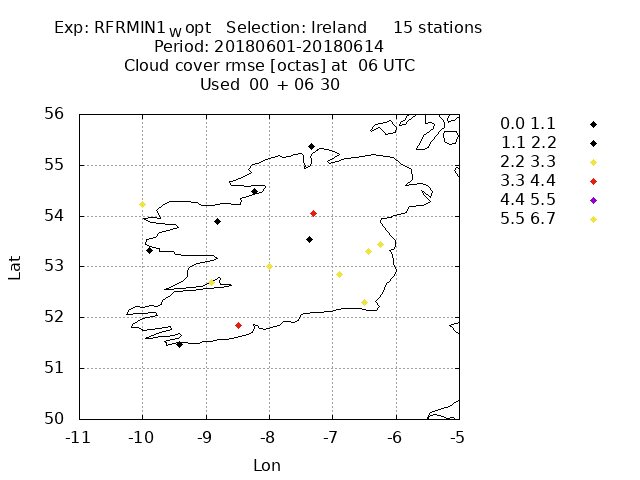 Exp: RFRMIN1_W opt   Selection: Ireland     15 stations
Period: 20180601-20180614
Cloud cover rmse [octas] at  06 UTC
Used  00 + 06 30
56
55
54
53
52
51
50
-11 -10 -9 -8 -7 -6 -5
Lat
Lon
0.0 1.1
1.1 2.2
2.2 3.3
3.3 4.4
4.4 5.5
5.5 6.7